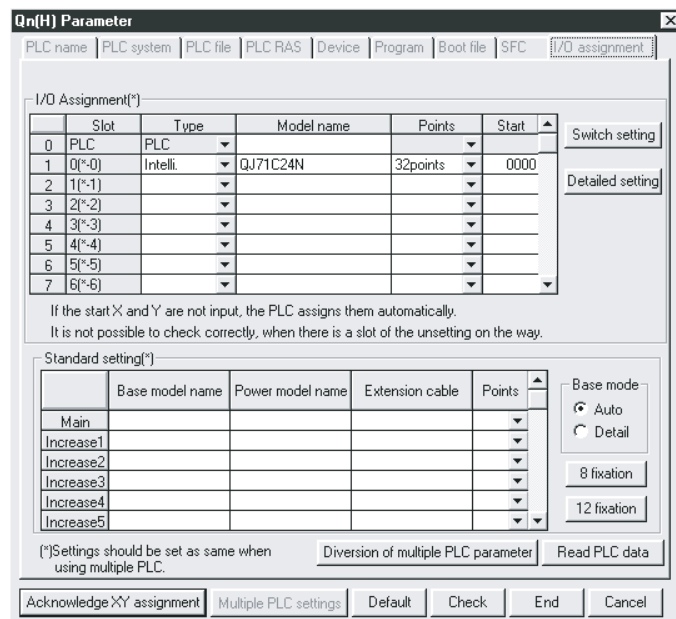 Qn(H) Parameter
PLC name PLC system PLC file PLC RAS Device Program Boot file SFC I/O assignment
I/O Assignment(*)
Slot Type Model name Points Start
0 PLC PLC
1 0(*-0) Intelli. QJ71C24N 32points 0000
2 1(*-1)
3 2(*-2)
4 3(*-3)
5 4(*-4)
6 5(*-5)
7 6(*-6)
Switch setting
Detailed setting
If the start X and Y are not input, the PLC assigns them automatically.
It is not possible to check correctly, when there is a slot of the unsetting on the way.
Standard setting(*)
Base model name Power model name Extension cable Points
Main
Increase1
Increase2
Increase3
Increase4
Increase5
Base mode
Auto
Detail
8 fixation
12 fixation
(*)Settings should be set as same when
using multiple PLC.
Diversion of multiple PLC parameter Read PLC data
Acknowledge XY assignment Multiple PLC settings Default Check End Cancel